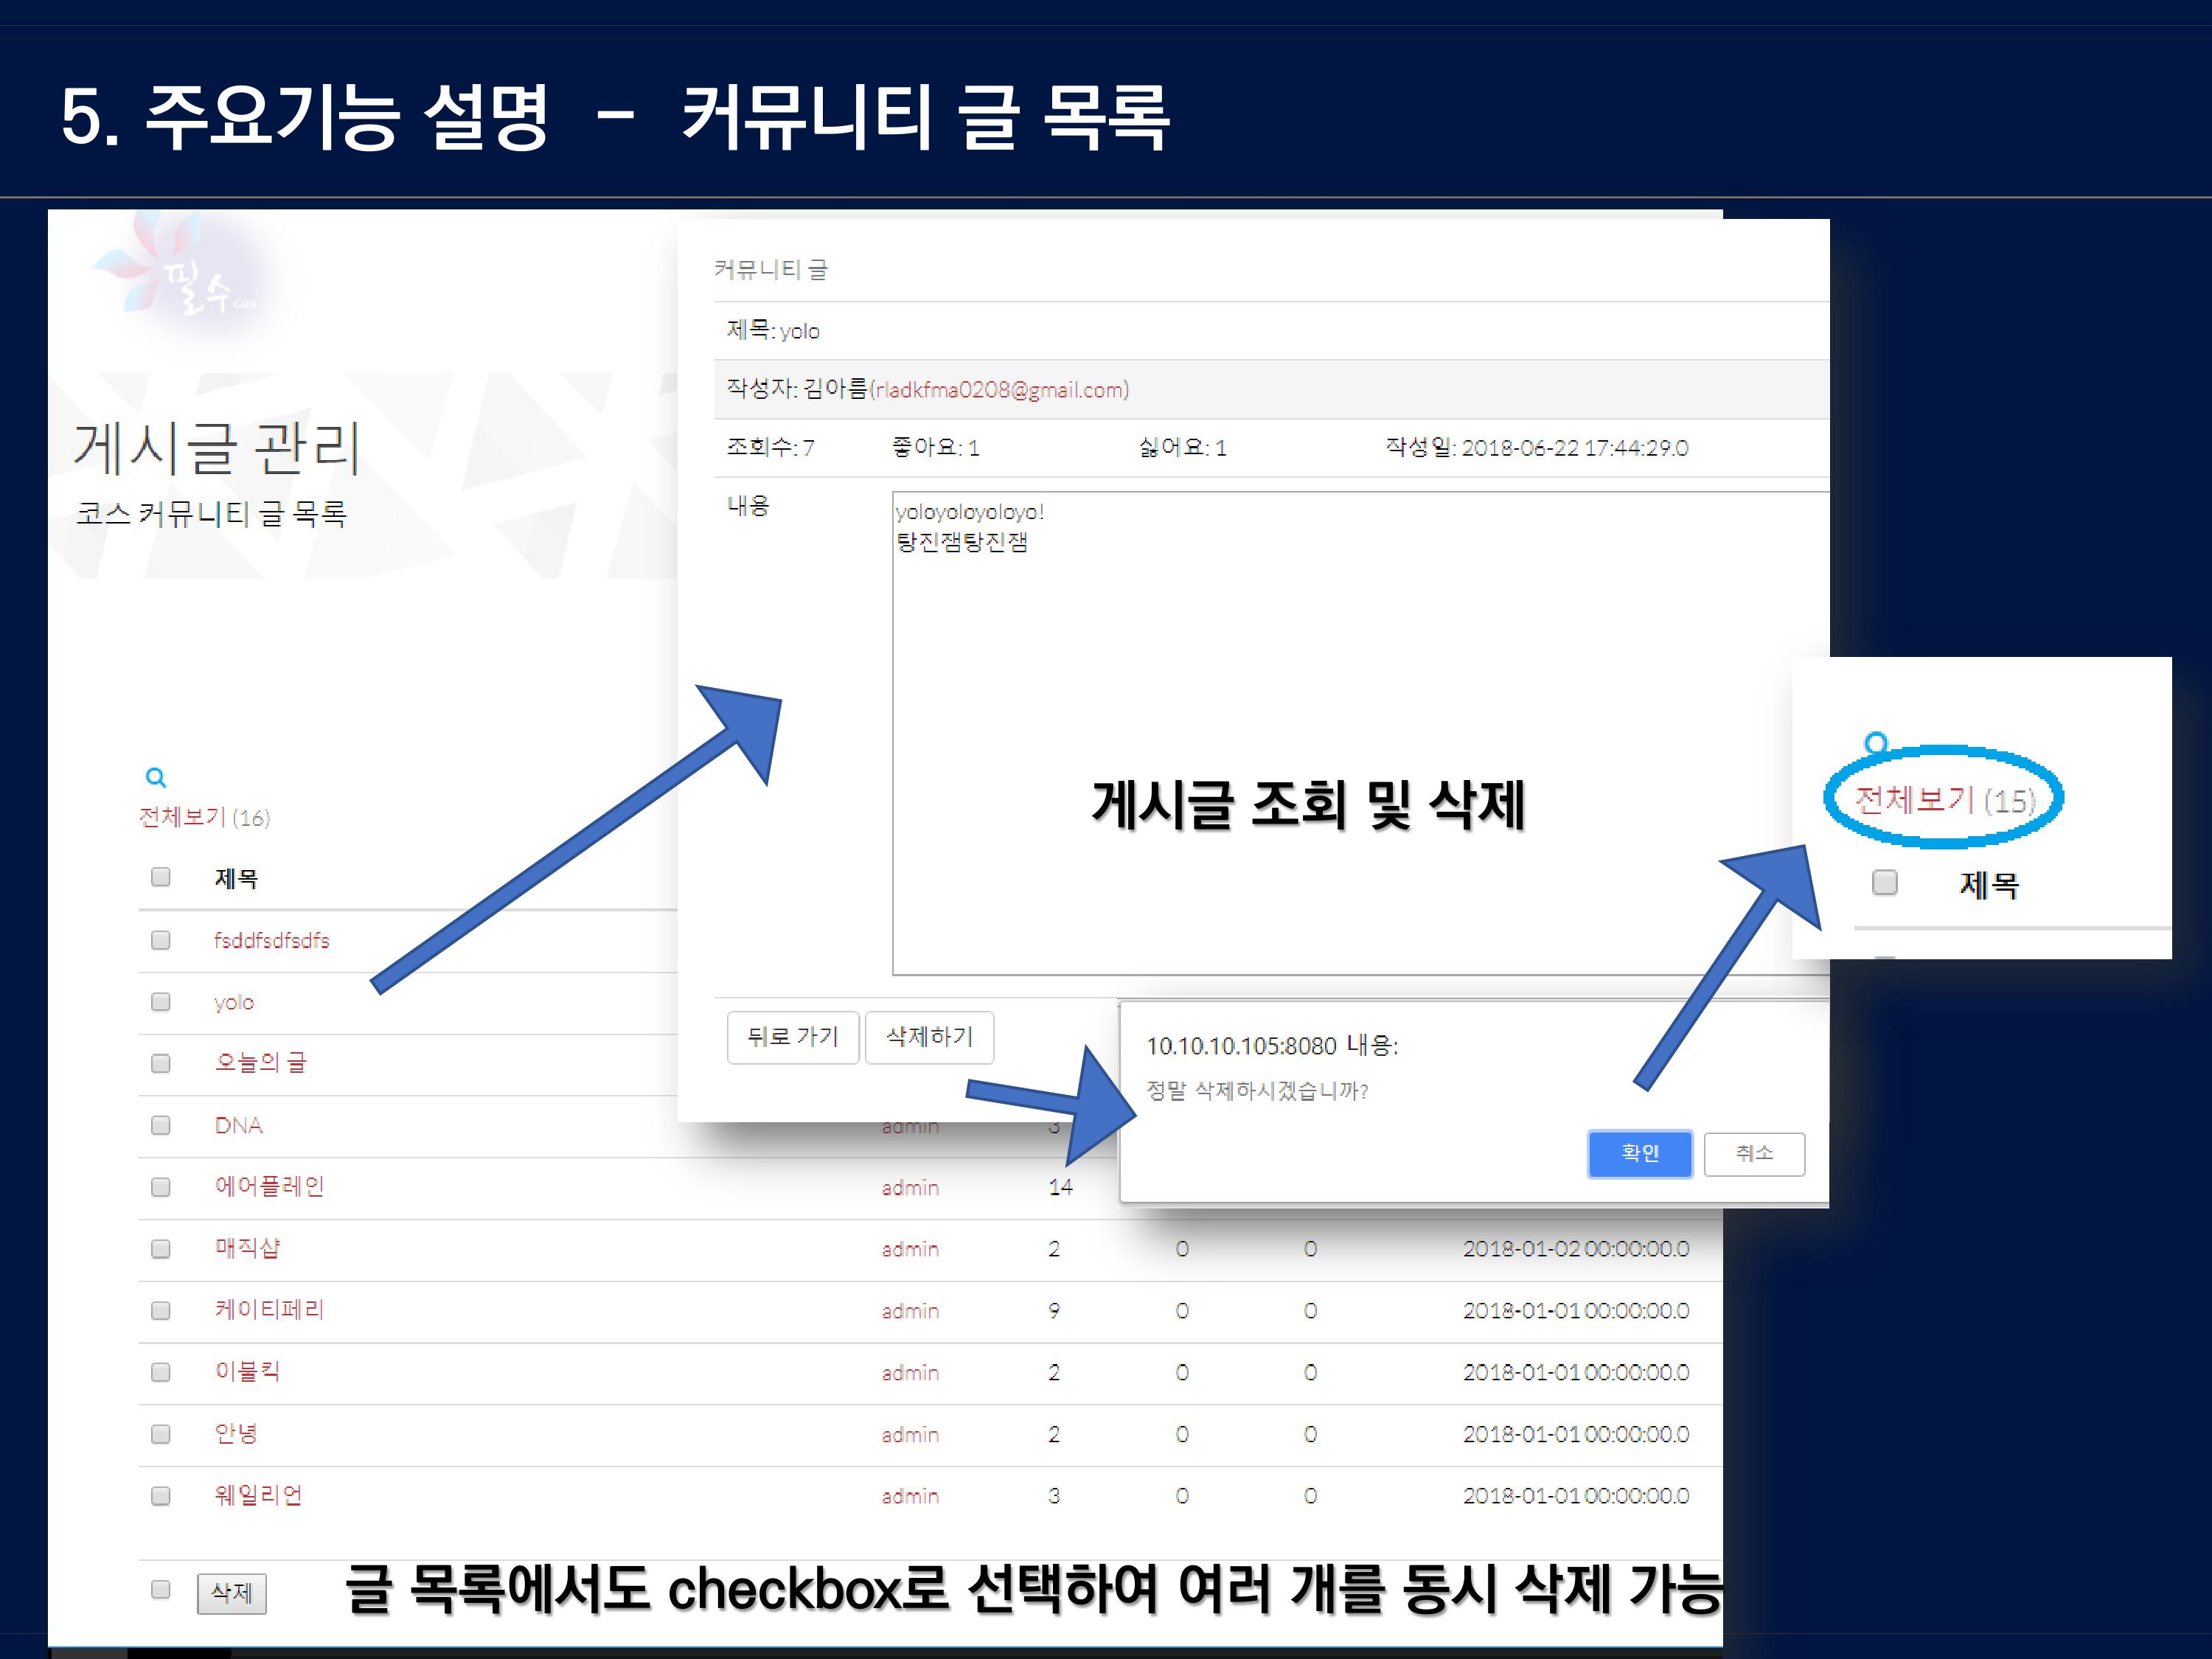 5. 주요기능 설명 - 커뮤니티 글 목록
필수
게시글 관리
코스 커뮤니티 글 목록
전체보기 (16)
제목
fsddfsdfsdfs
yolo
오늘의 글
DNA admin 3
에어플레인 admin 14
매직샵 admin 2 0 0 2018-01-02 00:00:00.0
케이티페리 admin 9 0 0 2018-01-01 00:00:00.0
이불킥 admin 2 0 0 2018-01-01 00:00:00.0
안녕 admin 2 0 0 2018-01-01 00:00:00.0
웨일리언 admin 3 0 0 2018-01-01 00:00:00.0
삭제
글 목록에서도 checkbox로 선택하여 여러 개를 동시 삭제 가능
커뮤니티 글
제목: yolo
작성자: 김아름(rladkfma0208@gmail.com)
조회수: 7 좋아요: 1 싫어요: 1 작성일: 2018-06-22 17:44:29.0
내용
yoloyoloyoloyo!
탕진잼탕진잼
게시글 조회 및 삭제
뒤로 가기 삭제하기
10.10.10.105:8080 내용:
정말 삭제하시겠습니까?
확인 취소
전체보기 (15)
제목